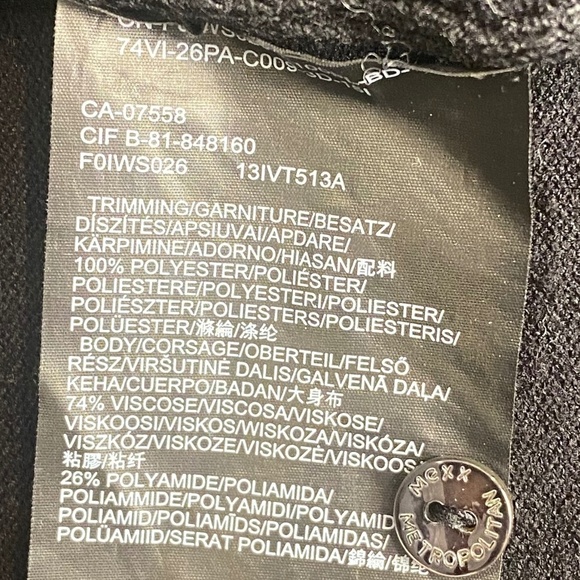 74VI-26PA-C009
CA-07558
CIF B-81-848160
F0IWS026 13IVT513A
TRIMMING/GARNITURE/BESATZ/
DÍSZÍTÉS/APSIUVAI/APDARE/
KÄRPIMINE/ADORNO/HIASAN/配料
100% POLYESTER/POLIÉSTER/
POLIESTERE/POLYESTERI/POLIESTER/
POLIÉSZTER/POLIESTERS/POLIESTERIS/
POLÜESTER/滌綸/涤纶
BODY/CORSAGE/OBERTEIL/FELSŐ
RÉSZ/VIRŠUTINĖ DALIS/GALVENĀ DAĻA/
KEHA/CUERPO/BADAN/大身布
74% VISCOSE/VISCOSA/VISKOSE/
VISKOOSI/VISKOS/WISKOZA/VISKÓZA/
VISZKÓZ/VISKOZE/VISKOZĖ/VISKOOS
粘膠/粘纤
26% POLYAMIDE/POLIAMIDA/
POLIAMMIDE/POLYAMIDI/POLYAMID
POLIAMID/POLIAMĪDS/POLIAMIDAS/
POLÜAMIID/SERAT POLIAMIDA/錦綸/锦纶
Mexx
METROPOLITAN